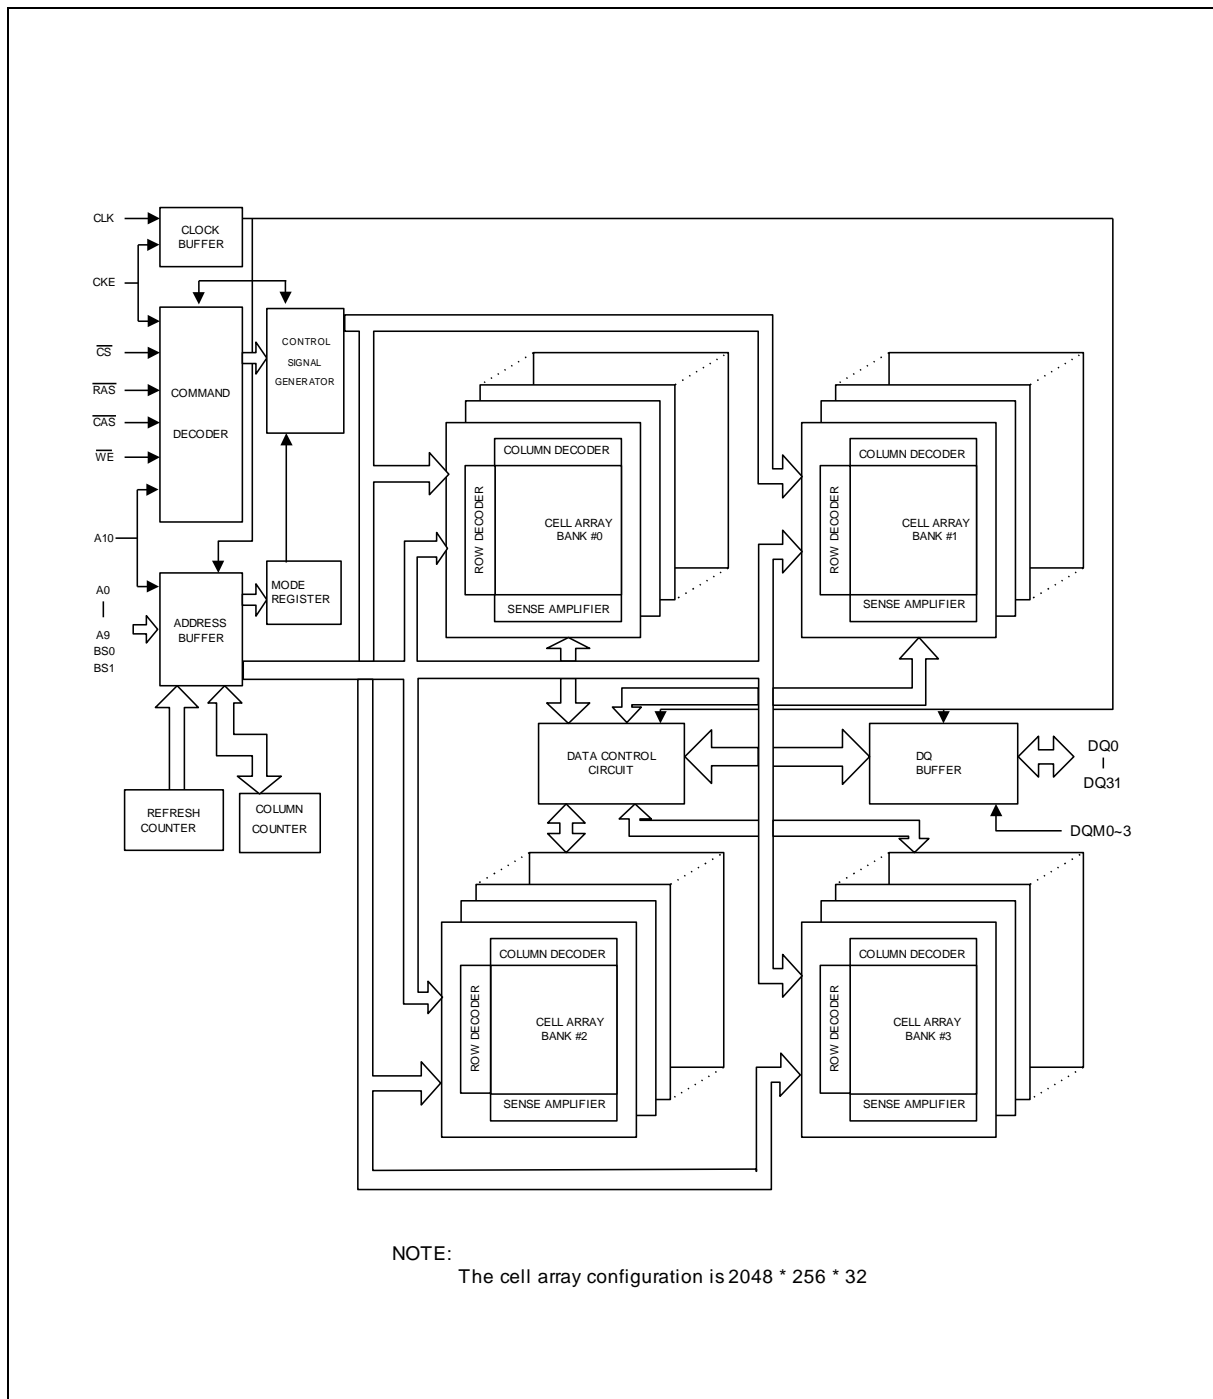 CLK
CLOCK
BUFFER
CKE
CS
RAS
CAS
WE
COMMAND
DECODER
CONTROL
SIGNAL
GENERATOR
A10
A0
A9
BS0
BS1
ADDRESS
BUFFER
MODE
REGISTER
REFRESH
COUNTER
COLUMN
COUNTER
COLUMN DECODER
ROW DECODER
CELL ARRAY
BANK #0
SENSE AMPLIFIER
COLUMN DECODER
ROW DECODER
CELL ARRAY
BANK #1
SENSE AMPLIFIER
DATA CONTROL
CIRCUIT
DQ
BUFFER
DQ0
DQ31
DQM0~3
COLUMN DECODER
ROW DECODER
CELL ARRAY
BANK #2
SENSE AMPLIFIER
COLUMN DECODER
ROW DECODER
CELL ARRAY
BANK #3
SENSE AMPLIFIER
NOTE:
The cell array configuration is 2048 * 256 * 32